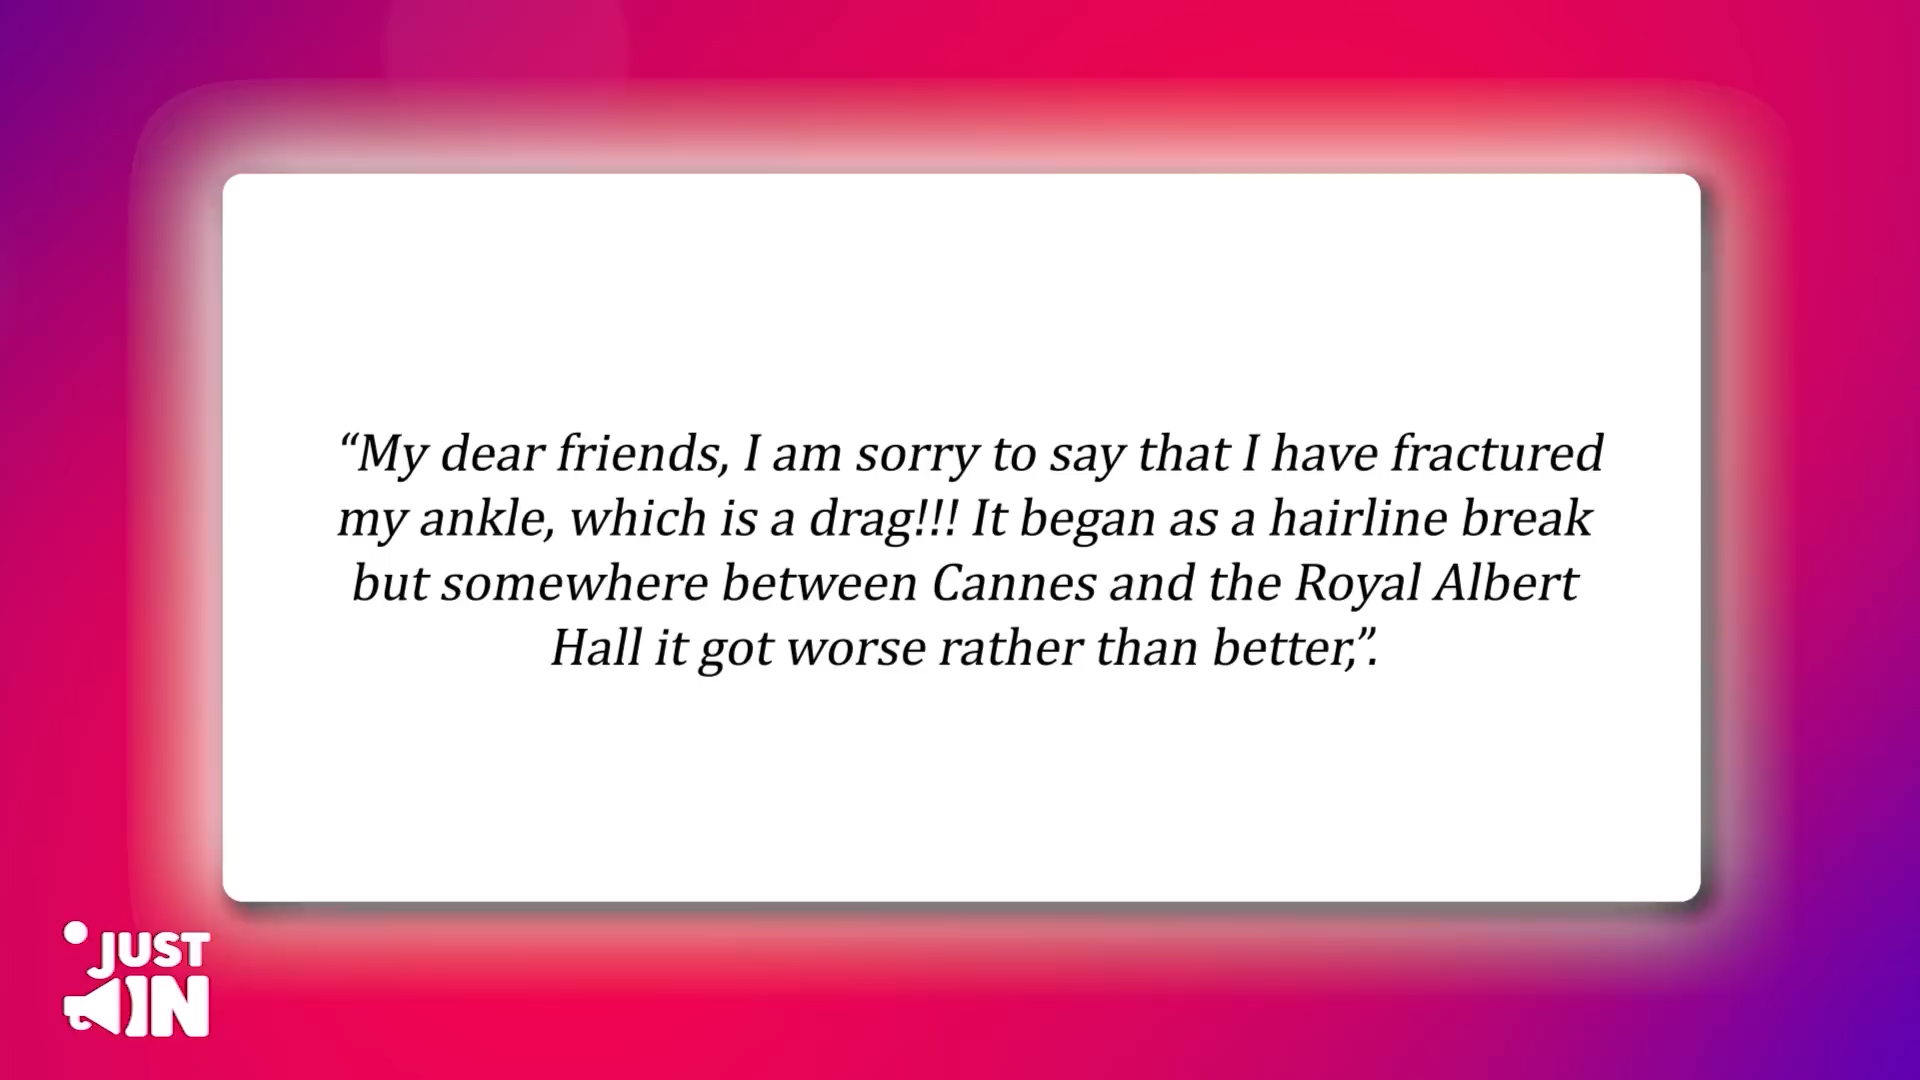 “My dear friends, I am sorry to say that I have fractured
my ankle, which is a drag!!! It began as a hairline break
but somewhere between Cannes and the Royal Albert
Hall it got worse rather than better,”.
JUST
IN